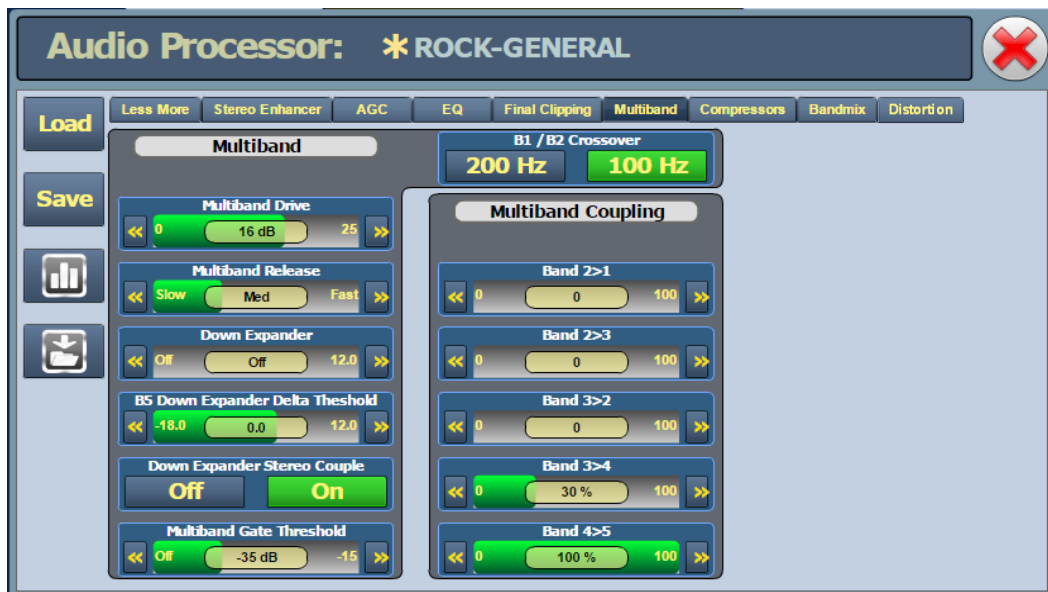 Audio Processor: * ROCK-GENERAL
Load
Save
Less More Stereo Enhancer AGC EQ Final Clipping Multiband Compressors Bandmix Distortion
Multiband
Multiband Drive
« 0 16 dB 25 »
Multiband Release
« Slow Med Fast »
Down Expander
« Off Off 12.0 »
B5 Down Expander Delta Theshold
« -18.0 0.0 12.0 »
Down Expander Stereo Couple
Off On
Multiband Gate Threshold
« Off -35 dB -15 »
B1 / B2 Crossover
200 Hz 100 Hz
Multiband Coupling
Band 2>1
« 0 0 100 »
Band 2>3
« 0 0 100 »
Band 3>2
« 0 0 100 »
Band 3>4
« 0 30 % 100 »
Band 4>5
« 0 100 % 100 »